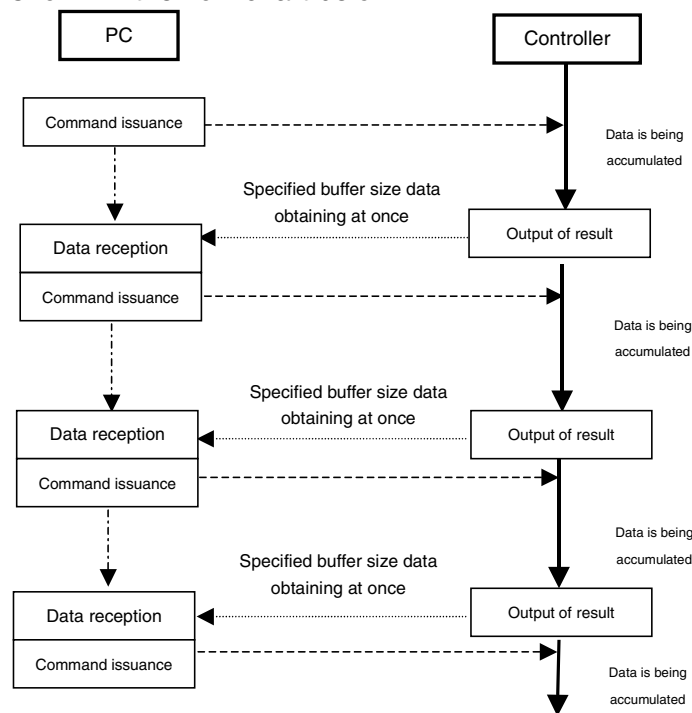 PC
Controller
Command issuance
Data is being
accumulated
Specified buffer size data
obtaining at once
Output of result
Data reception
Command issuance
Data is being
accumulated
Specified buffer size data
obtaining at once
Output of result
Data reception
Command issuance
Data is being
accumulated
Specified buffer size data
obtaining at once
Output of result
Data reception
Command issuance
Data is being
accumulated